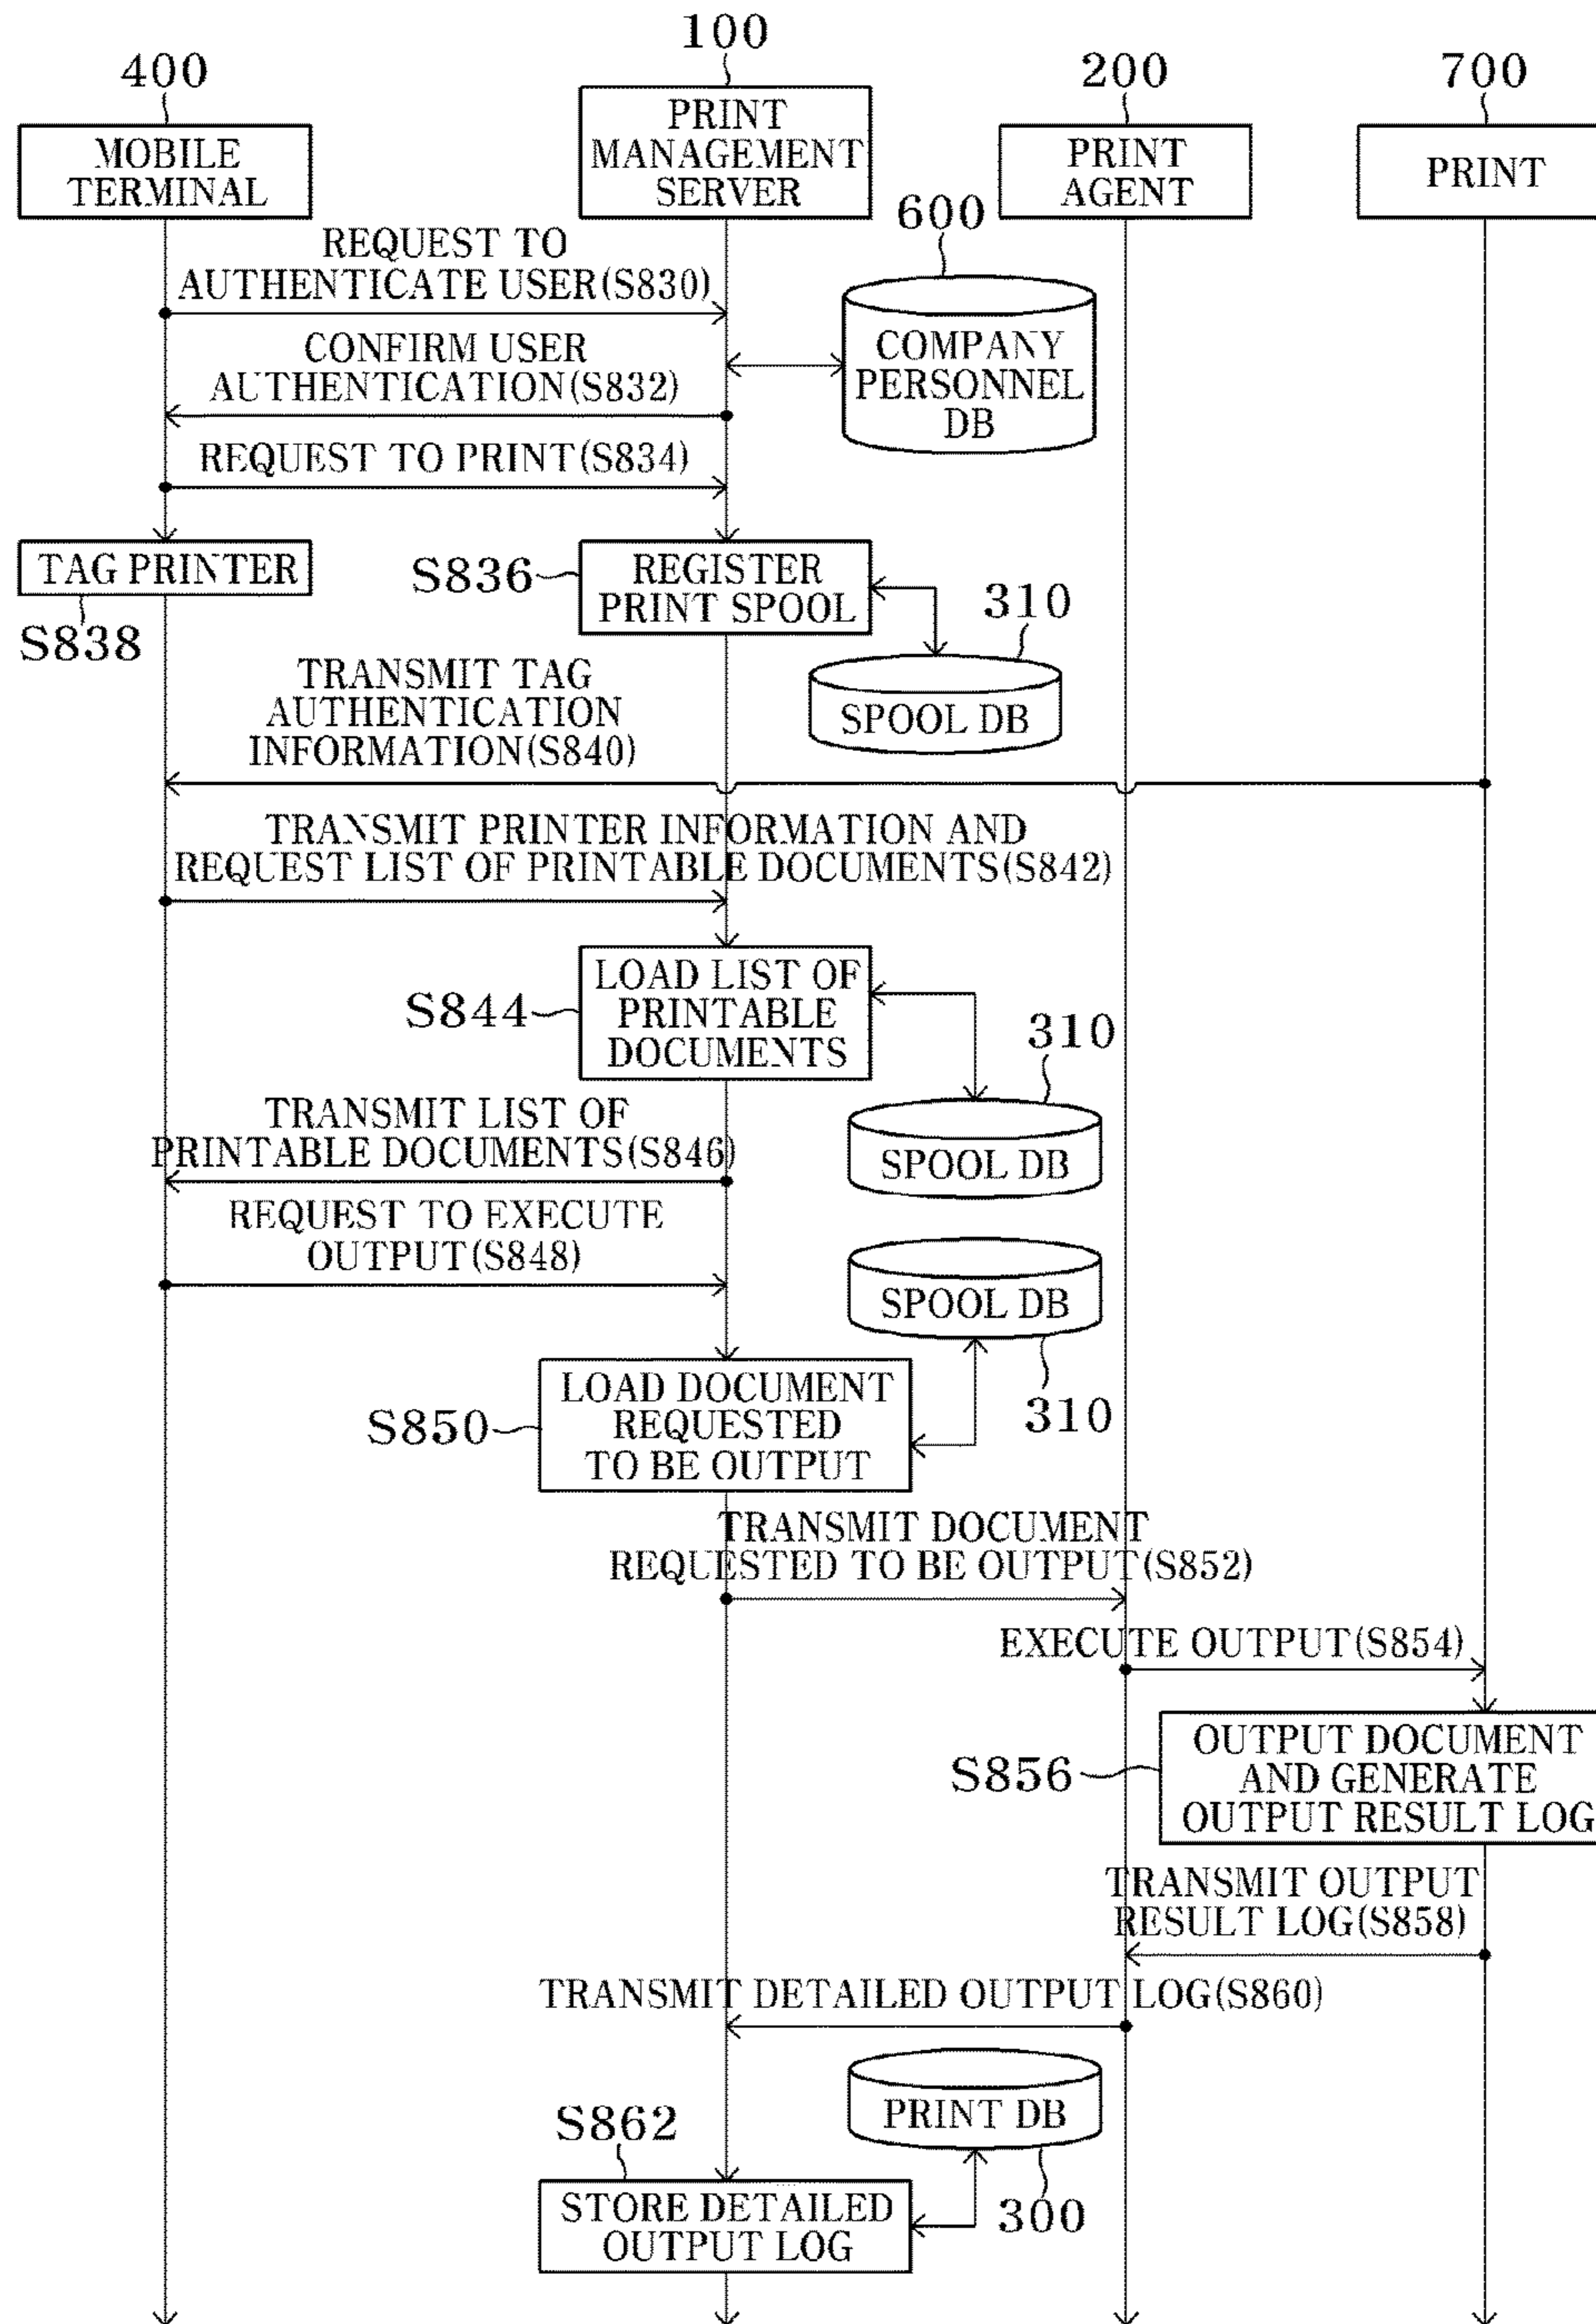 400
100
200
700
MOBILE
TERMINAL
PRINT
MANAGEMENT
SERVER
PRINT
AGENT
PRINT
600
REQUEST TO
AUTHENTICATE USER(S830)
COMPANY
PERSONNEL
DB
CONFIRM USER
AUTHENTICATION(S832)
REQUEST TO PRINT(S834)
TAG PRINTER
S838
S836
REGISTER
PRINT SPOOL
310
SPOOL DB
TRANSMIT TAG
AUTHENTICATION
INFORMATION(S840)
TRANSMIT PRINTER INFORMATION AND
REQUEST LIST OF PRINTABLE DOCUMENTS(S842)
S844
LOAD LIST OF
PRINTABLE
DOCUMENTS
310
SPOOL DB
TRANSMIT LIST OF
PRINTABLE DOCUMENTS(S846)
REQUEST TO EXECUTE
OUTPUT(S848)
SPOOL DB
310
S850
LOAD DOCUMENT
REQUESTED
TO BE OUTPUT
TRANSMIT DOCUMENT
REQUESTED TO BE OUTPUT(S852)
EXECUTE OUTPUT(S854)
S856
OUTPUT DOCUMENT
AND GENERATE
OUTPUT RESULT LOG
TRANSMIT OUTPUT
RESULT LOG(S858)
TRANSMIT DETAILED OUTPUT LOG(S860)
PRINT DB
300
S862
STORE DETAILED
OUTPUT LOG